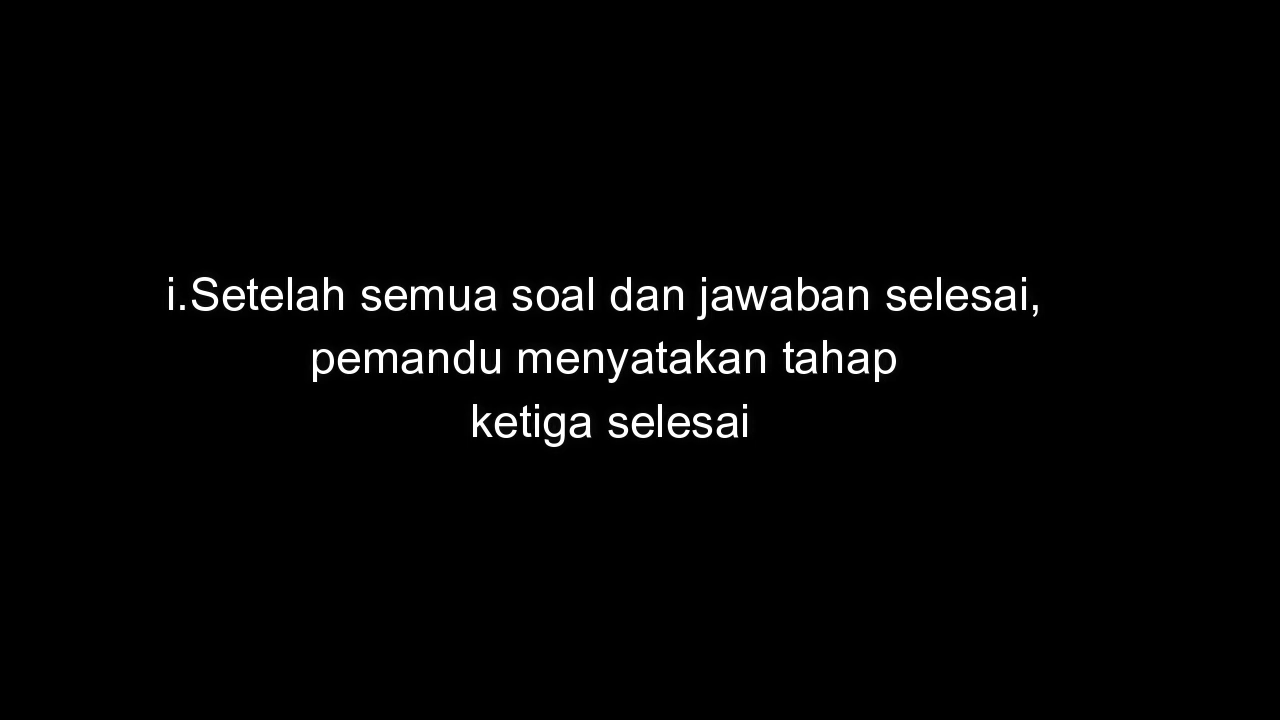 i.Setelah semua soal dan jawaban selesai,
pemandu menyatakan tahap
ketiga selesai